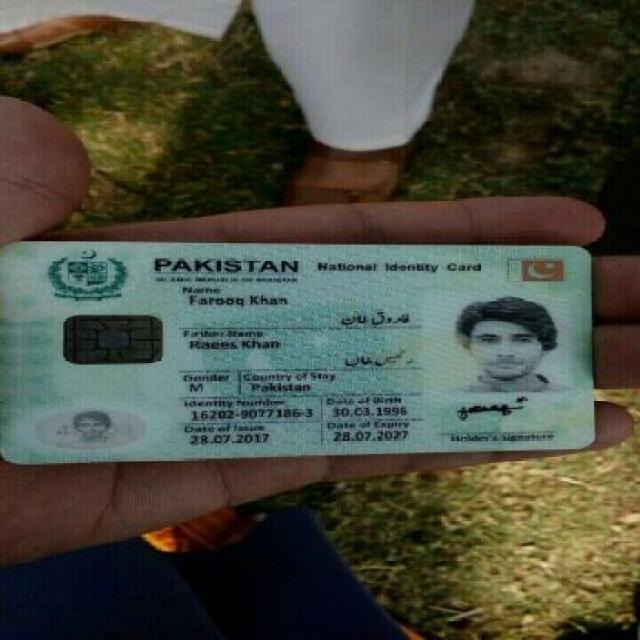 PAKISTAN National Identity Card
ISLAMIC REPUBLIC OF PAKISTAN
Name
Farooq Khan
فاروق خان
Father Name
Raees Khan
رئیس خان
Gender Country of Stay
M Pakistan
Identity Number Date of Birth
16202-9077186-3 30.03.1996
Date of Issue Date of Expiry
28.07.2017 28.07.2027
Holder's Signature